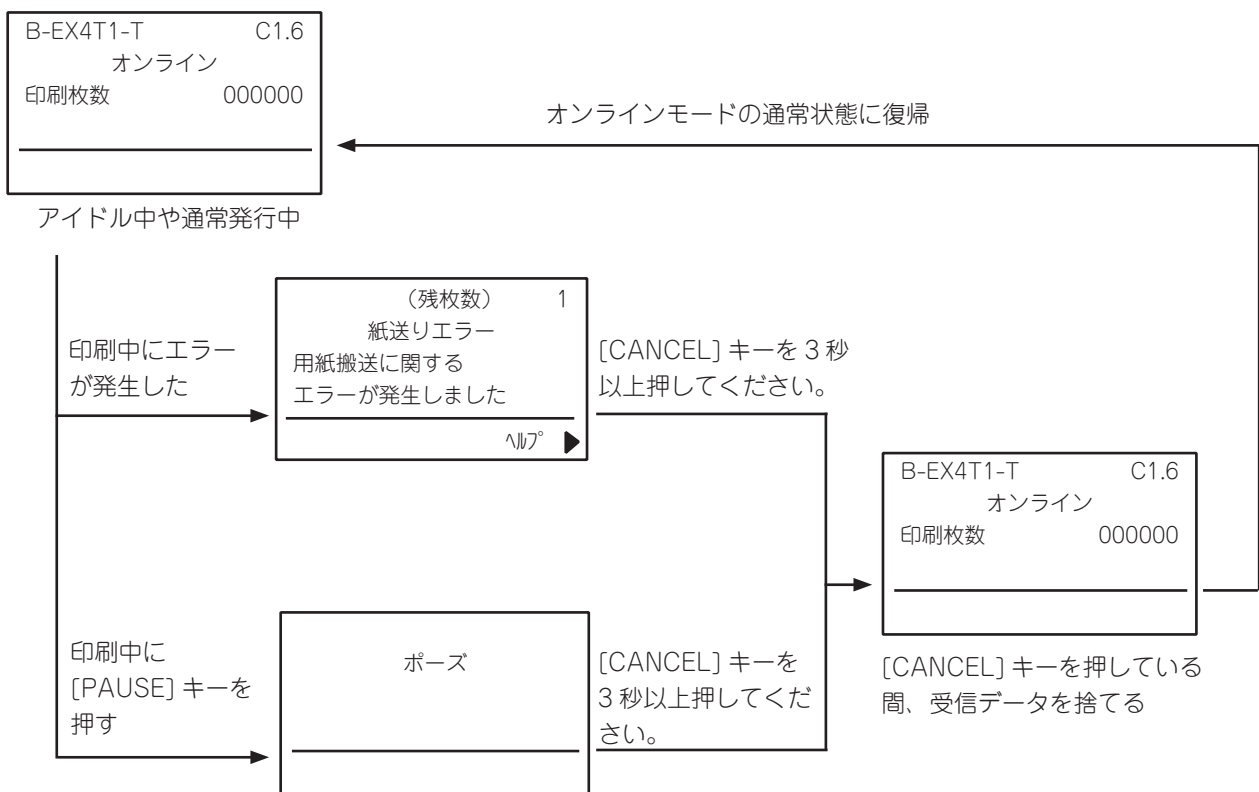 B-EX4T1-T C1.6
オンライン
印刷枚数 000000
オンラインモードの通常状態に復帰
アイドル中や通常発行中
印刷中にエラー
が発生した
(残枚数) 1
紙送りエラー
用紙搬送に関する
エラーが発生しました
ﾍﾙﾌﾟ
[CANCEL] キーを 3 秒
以上押してください。
B-EX4T1-T C1.6
オンライン
印刷枚数 000000
[CANCEL] キーを押している
間、受信データを捨てる
印刷中に
[PAUSE] キーを
押す
ポーズ
[CANCEL] キーを
3 秒以上押してくだ
さい。